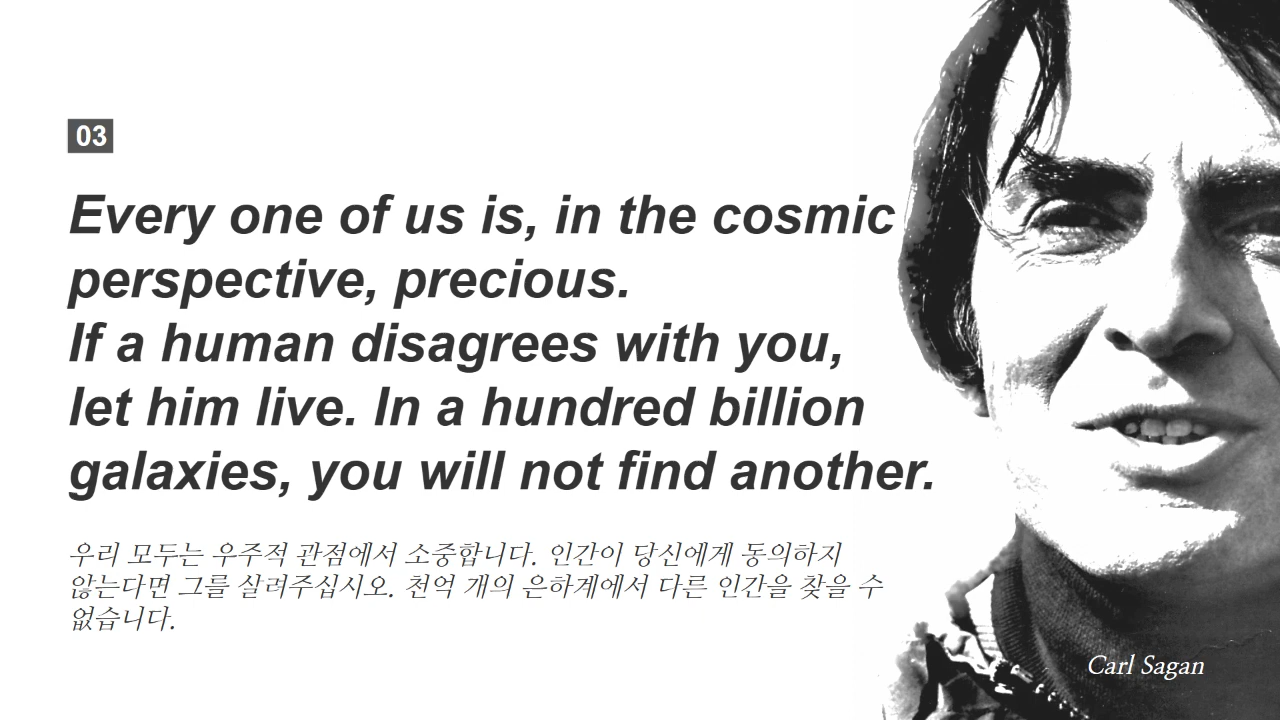 03
Every one of us is, in the cosmic
perspective, precious.
If a human disagrees with you,
let him live. In a hundred billion
galaxies, you will not find another.
우리 모두는 우주적 관점에서 소중합니다. 인간이 당신에게 동의하지
않는다면 그를 살려주십시오. 천억 개의 은하계에서 다른 인간을 찾을 수
없습니다.
Carl Sagan